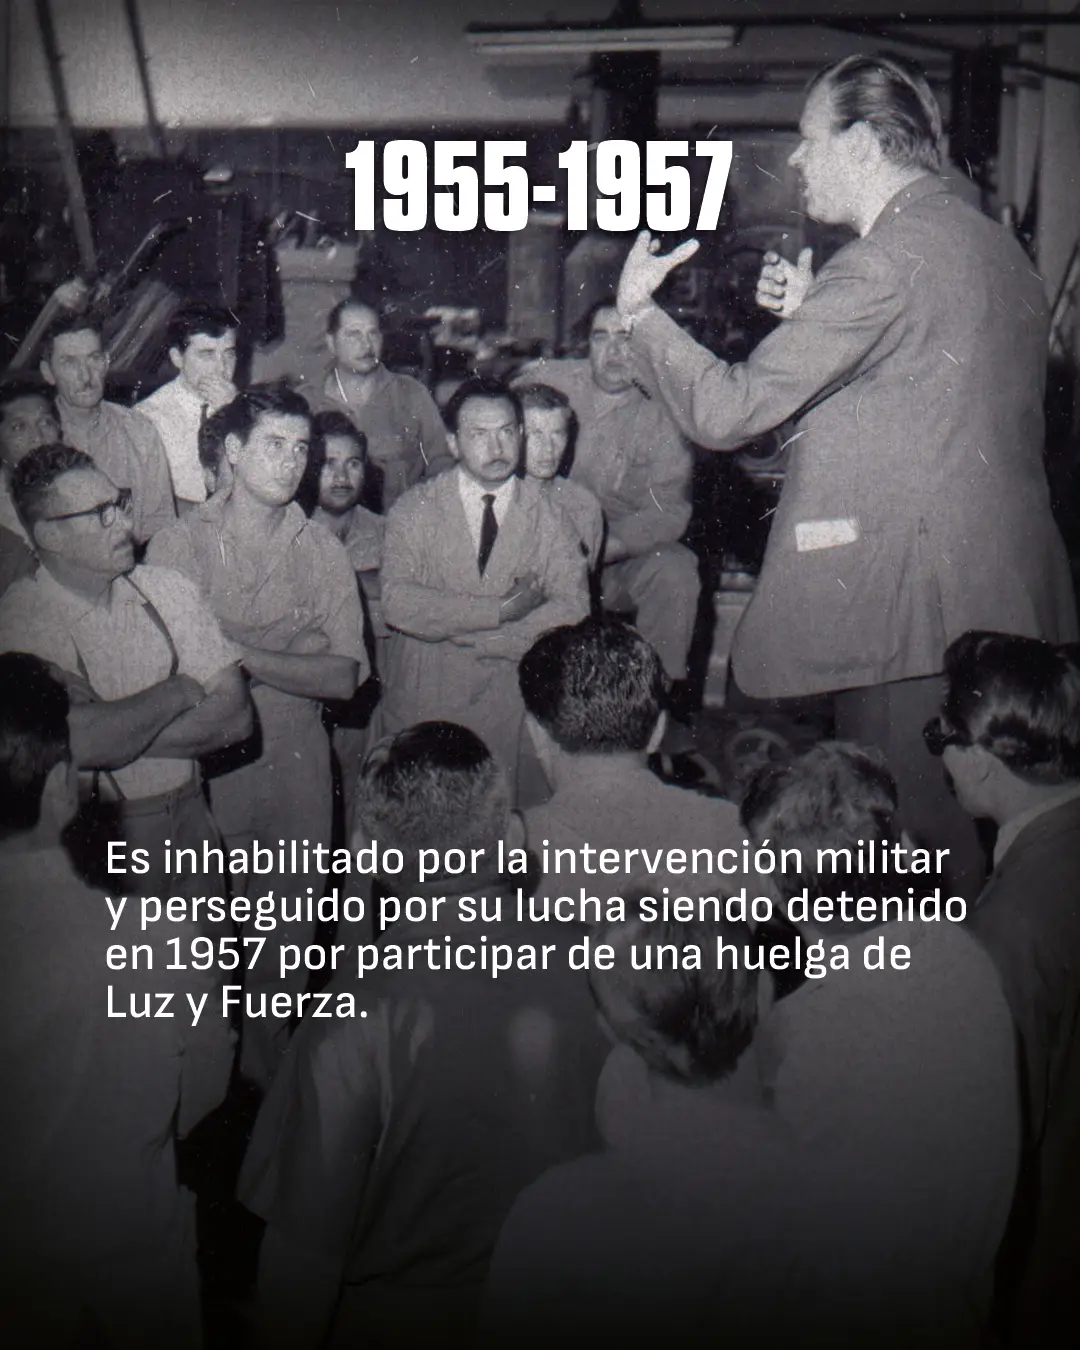 1955-1957
Es inhabilitado por la intervención militar
y perseguido por su lucha siendo detenido
en 1957 por participar de una huelga de
Luz y Fuerza.